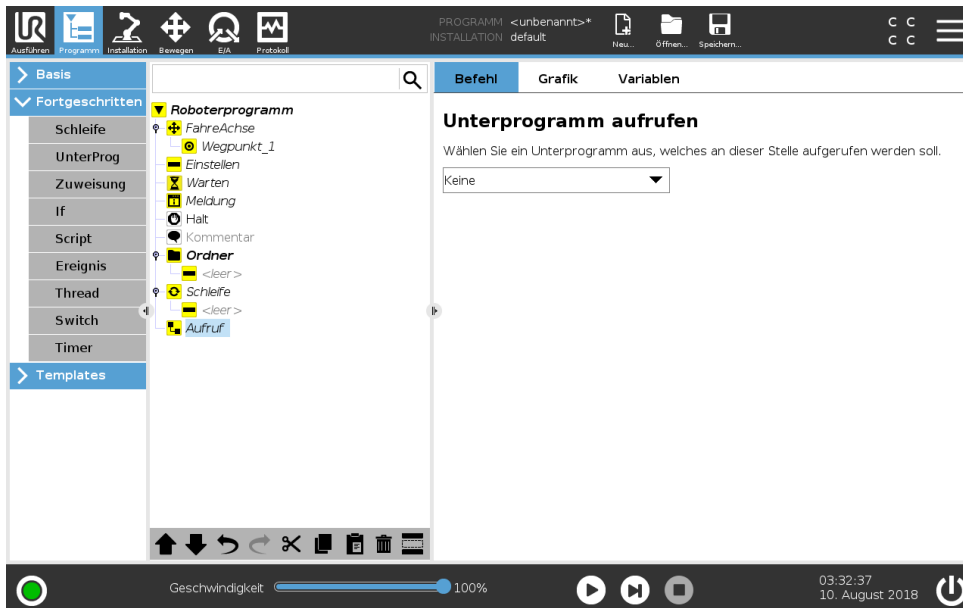 UR
Ausführen
Programm
Installation
Bewegen
E/A
Protokoll
PROGRAMM <unbenannt>*
INSTALLATION default
Neu...
Öffnen...
Speichern...
C C
C C
Basis
Fortgeschritten
Schleife
UnterProg
Zuweisung
If
Script
Ereignis
Thread
Switch
Timer
Templates
Roboterprogramm
FahreAchse
Wegpunkt_1
Einstellen
Warten
Meldung
Halt
Kommentar
Ordner
<leer>
Schleife
<leer>
Aufruf
Befehl
Grafik
Variablen
Unterprogramm aufrufen
Wählen Sie ein Unterprogramm aus, welches an dieser Stelle aufgerufen werden soll.
Keine
Geschwindigkeit
100%
03:32:37
10. August 2018